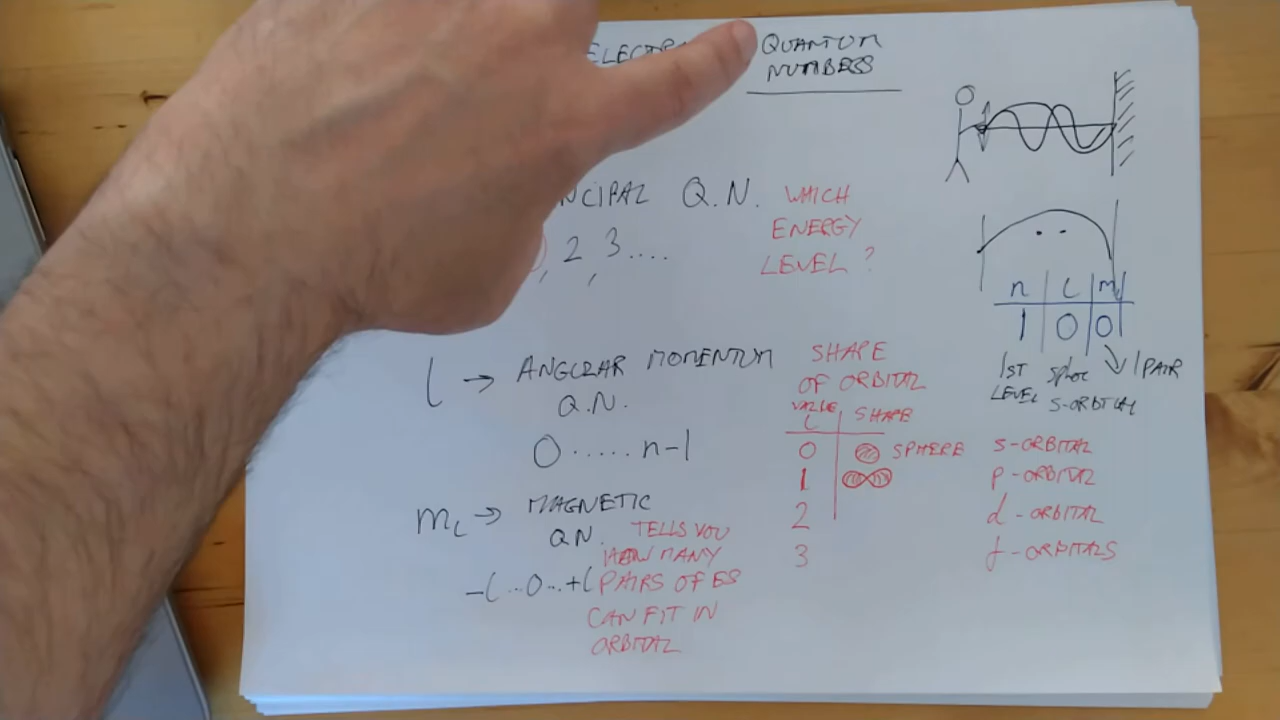 QUANTUM
NUMBERS
NCIPAL Q.N.
WHICH
ENERGY
LEVEL ?
, 2, 3....
n | l | m
1 | 0 | 0
1ST
LEVEL
S-ORBITAL
1 PAIR
l → ANGULAR MOMENTUM
Q.N.
0 ...... n-1
SHAPE
OF ORBITAL
VALUE
L
SHAPE
0 SPHERE S-ORBITAL
1 P-ORBITAL
2 d-ORBITAL
3 f-ORBITALS
mL → MAGNETIC
Q.N. TELLS YOU
HOW MANY
-l ...0...+l PAIRS OF ES
CAN FIT IN
ORBITAL